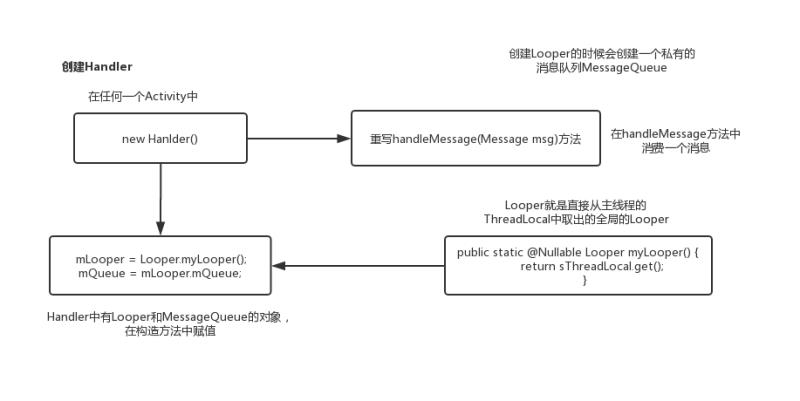 创建Looper的时候会创建一个私有的
消息队列MessageQueue
创建Handler
在任何一个Activity中
new Hanlder()
重写handleMessage(Message msg)方法
在handleMessage方法中
消费一个消息
Looper就是直接从主线程的
ThreadLocal中取出的全局的Looper
mLooper = Looper.myLooper();
mQueue = mLooper.mQueue;
public static @Nullable Looper myLooper() {
return sThreadLocal.get();
}
Handler中有Looper和MessageQueue的对象，
在构造方法中赋值